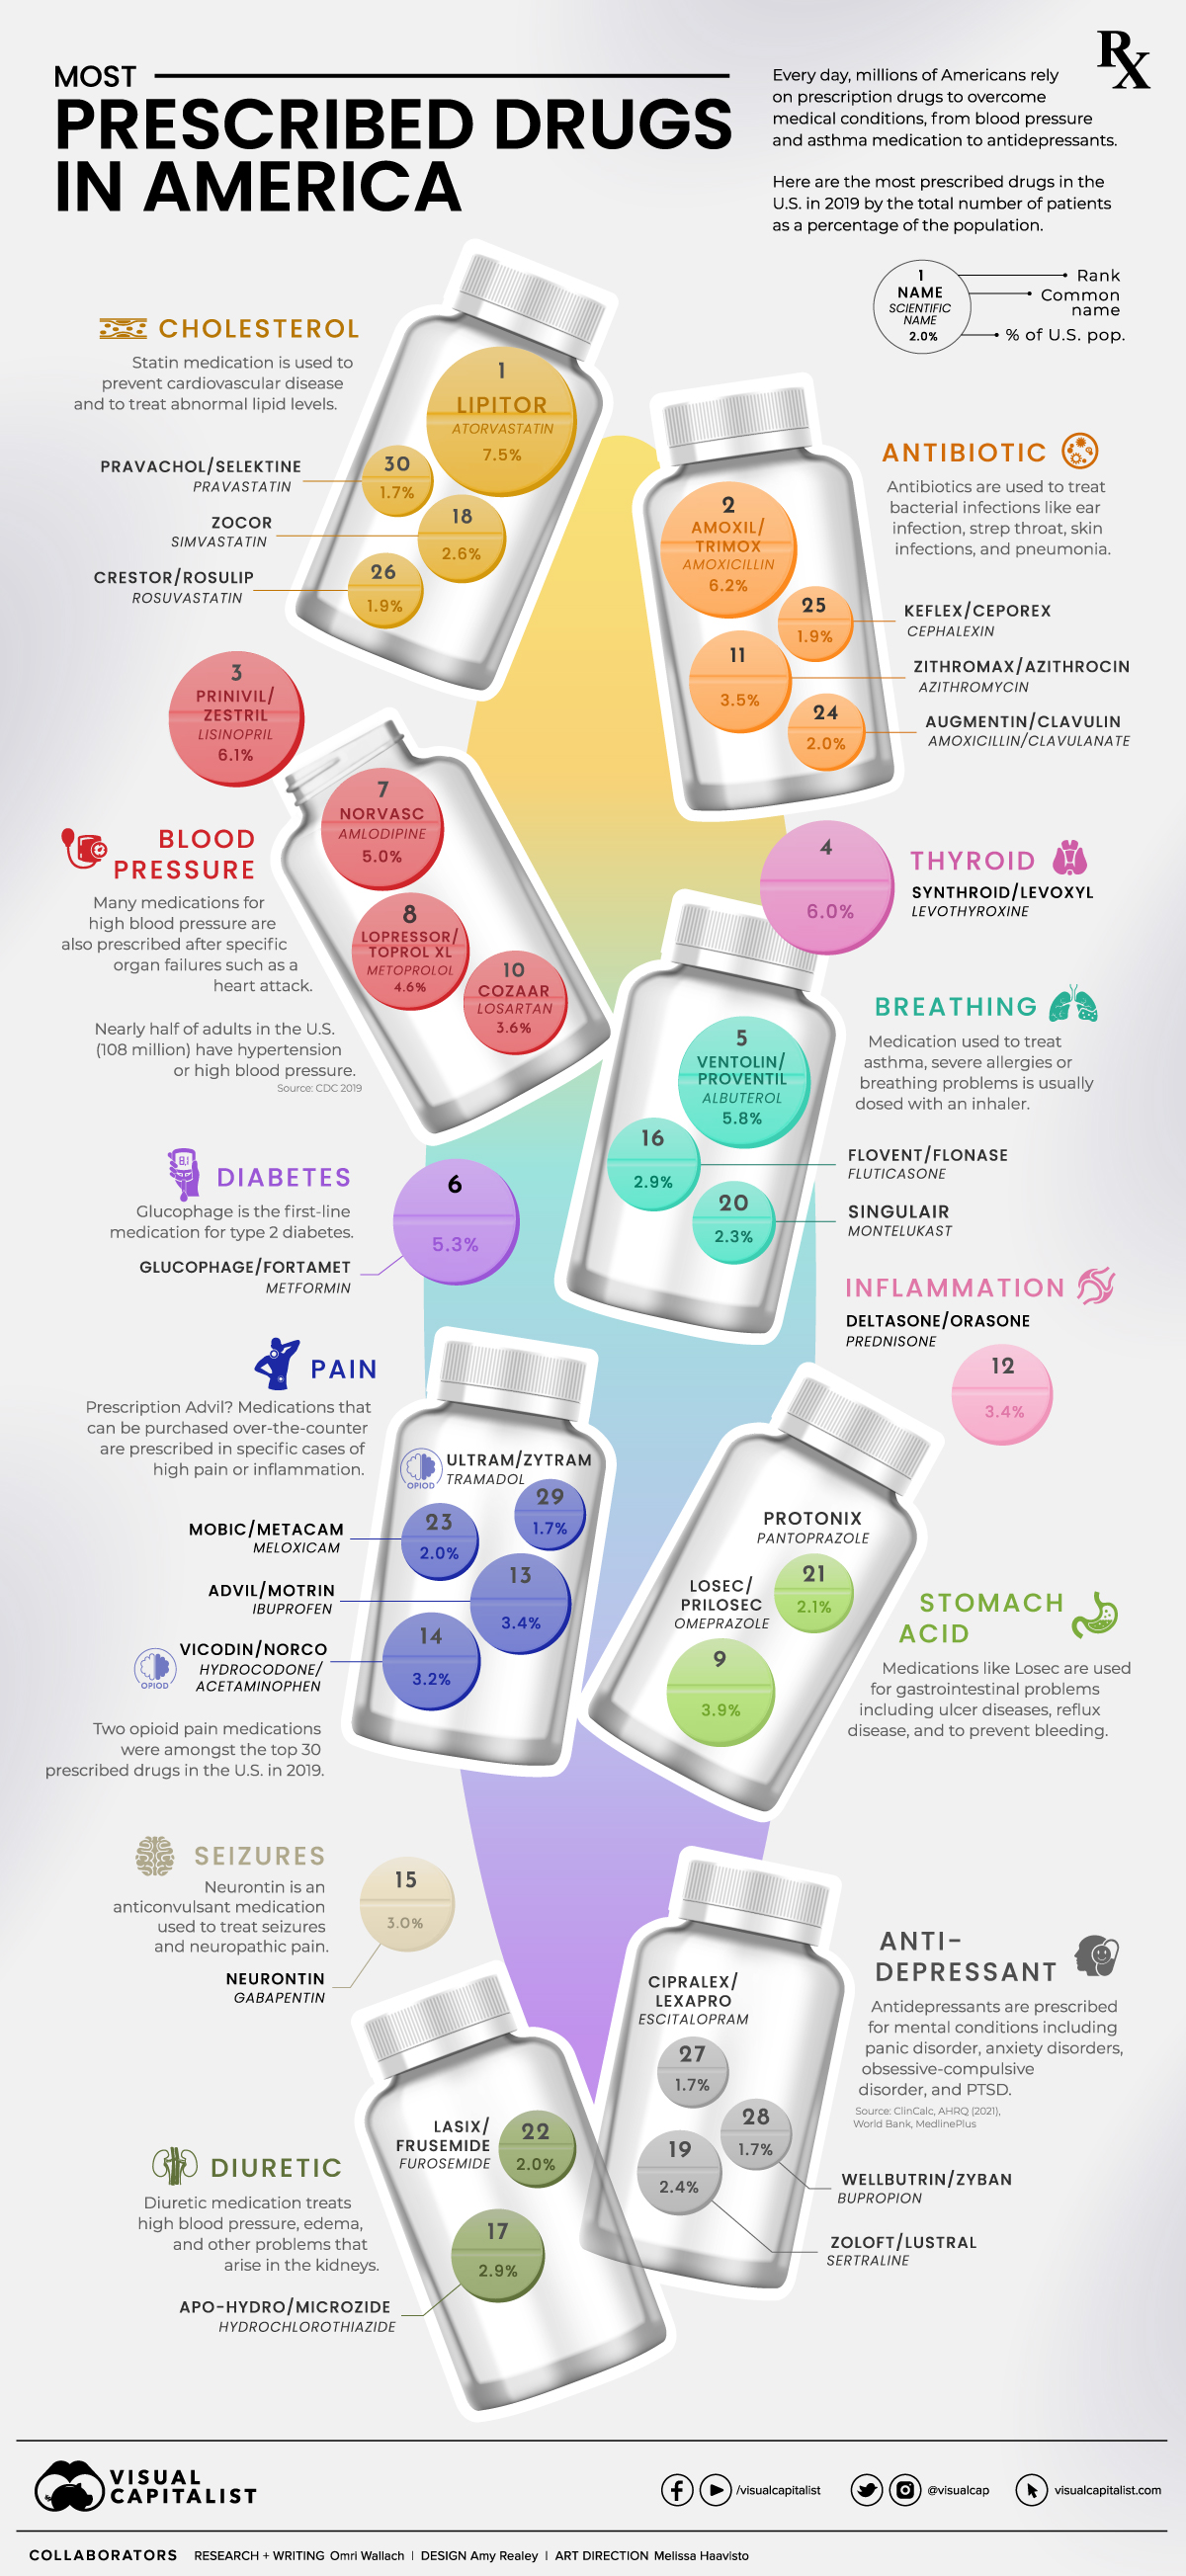 MOST
PRESCRIBED DRUGS
IN AMERICA
Rx
Every day, millions of Americans rely
on prescription drugs to overcome
medical conditions, from blood pressure
and asthma medication to antidepressants.
Here are the most prescribed drugs in the
U.S. in 2019 by the total number of patients
as a percentage of the population.
1
NAME
SCIENTIFIC
NAME
2.0%
Rank
Common
name
% of U.S. pop.
CHOLESTEROL
Statin medication is used to
prevent cardiovascular disease
and to treat abnormal lipid levels.
1
LIPITOR
ATORVASTATIN
7.5%
PRAVACHOL/SELEKTINE
PRAVASTATIN
30
1.7%
ZOCOR
SIMVASTATIN
18
2.6%
CRESTOR/ROSULIP
ROSUVASTATIN
26
1.9%
ANTIBIOTIC
Antibiotics are used to treat
bacterial infections like ear
infection, strep throat, skin
infections, and pneumonia.
2
AMOXIL/
TRIMOX
AMOXICILLIN
6.2%
25
1.9%
KEFLEX/CEPOREX
CEPHALEXIN
11
3.5%
ZITHROMAX/AZITHROCIN
AZITHROMYCIN
24
2.0%
AUGMENTIN/CLAVULIN
AMOXICILLIN/CLAVULANATE
3
PRINIVIL/
ZESTRIL
LISINOPRIL
6.1%
7
NORVASC
AMLODIPINE
5.0%
8
LOPRESSOR/
TOPROL XL
METOPROLOL
4.6%
10
COZAAR
LOSARTAN
3.6%
BLOOD
PRESSURE
Many medications for
high blood pressure are
also prescribed after specific
organ failures such as a
heart attack.
Nearly half of adults in the U.S.
(108 million) have hypertension
or high blood pressure.
Source: CDC 2019
4
6.0%
THYROID
SYNTHROID/LEVOXYL
LEVOTHYROXINE
BREATHING
Medication used to treat
asthma, severe allergies or
breathing problems is usually
dosed with an inhaler.
5
VENTOLIN/
PROVENTIL
ALBUTEROL
5.8%
16
2.9%
FLOVENT/FLONASE
FLUTICASONE
20
2.3%
SINGULAIR
MONTELUKAST
8.1
DIABETES
Glucophage is the first-line
medication for type 2 diabetes.
GLUCOPHAGE/FORTAMET
METFORMIN
6
5.3%
INFLAMMATION
DELTASONE/ORASONE
PREDNISONE
12
3.4%
PAIN
Prescription Advil? Medications that
can be purchased over-the-counter
are prescribed in specific cases of
high pain or inflammation.
OPIOD
ULTRAM/ZYTRAM
TRAMADOL
29
1.7%
MOBIC/METACAM
MELOXICAM
23
2.0%
ADVIL/MOTRIN
IBUPROFEN
13
3.4%
OPIOD
VICODIN/NORCO
HYDROCODONE/
ACETAMINOPHEN
14
3.2%
Two opioid pain medications
were amongst the top 30
prescribed drugs in the U.S. in 2019.
PROTONIX
PANTOPRAZOLE
21
2.1%
LOSEC/
PRILOSEC
OMEPRAZOLE
9
3.9%
STOMACH
ACID
Medications like Losec are used
for gastrointestinal problems
including ulcer diseases, reflux
disease, and to prevent bleeding.
SEIZURES
Neurontin is an
anticonvulsant medication
used to treat seizures
and neuropathic pain.
NEURONTIN
GABAPENTIN
15
3.0%
ANTI-
DEPRESSANT
Antidepressants are prescribed
for mental conditions including
panic disorder, anxiety disorders,
obsessive-compulsive
disorder, and PTSD.
Source: ClinCalc, AHRQ (2021),
World Bank, MedlinePlus
CIPRALEX/
LEXAPRO
ESCITALOPRAM
27
1.7%
28
1.7%
WELLBUTRIN/ZYBAN
BUPROPION
19
2.4%
ZOLOFT/LUSTRAL
SERTRALINE
DIURETIC
Diuretic medication treats
high blood pressure, edema,
and other problems that
arise in the kidneys.
LASIX/
FRUSEMIDE
FUROSEMIDE
22
2.0%
17
2.9%
APO-HYDRO/MICROZIDE
HYDROCHLOROTHIAZIDE
VISUAL
CAPITALIST
/visualcapitalist
@visualcap
visualcapitalist.com
COLLABORATORS RESEARCH + WRITING Omri Wallach | DESIGN Amy Realey | ART DIRECTION Melissa Haavisto